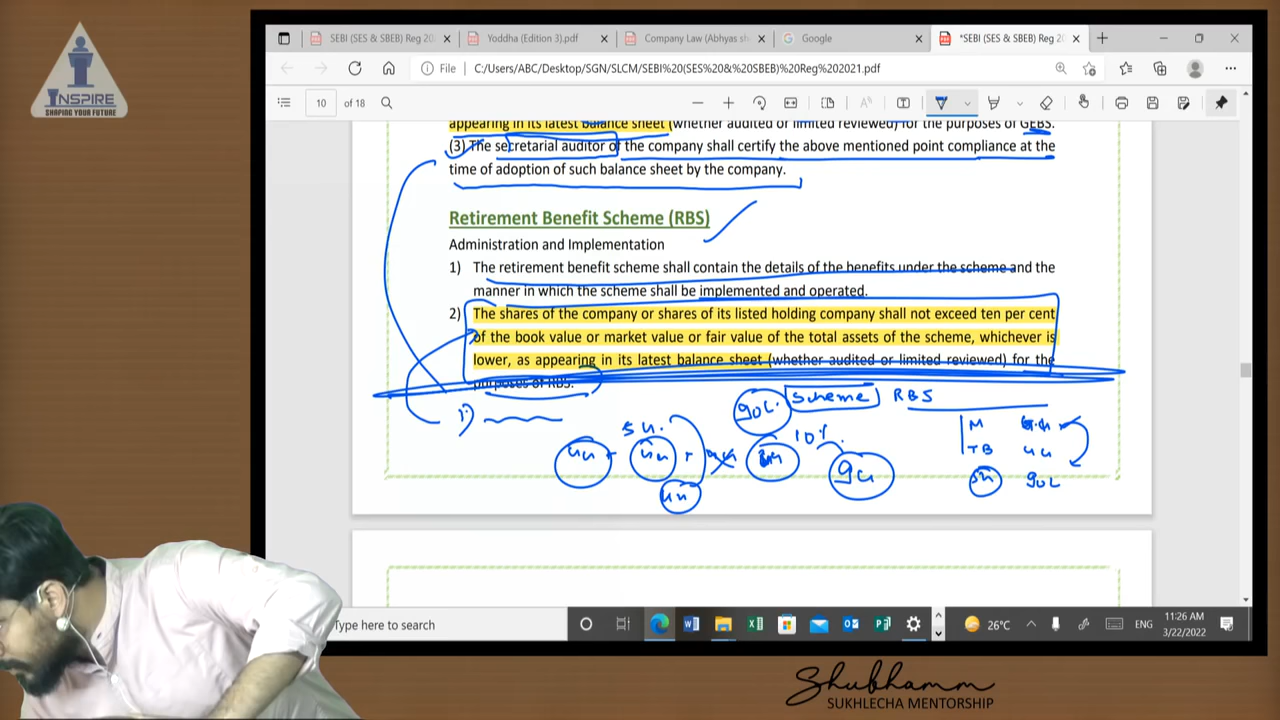 INSPIRE
SHAPING YOUR FUTURE
SEBI (SES & SBEB) Reg 20
Yoddha (Edition 3).pdf
Company Law (Abhyas sh
Google
*SEBI (SES & SBEB) Reg 2
File
C:/Users/ABC/Desktop/SGN/SLCM/SEBI%20(SES%20&%20SBEB)%20Reg%202021.pdf
10 of 18
appearing in its latest balance sheet (whether audited or limited reviewed) for the purposes of GEBS.
(3) The secretarial auditor of the company shall certify the above mentioned point compliance at the
time of adoption of such balance sheet by the company.
Retirement Benefit Scheme (RBS)
Administration and Implementation
1) The retirement benefit scheme shall contain the details of the benefits under the scheme and the
manner in which the scheme shall be implemented and operated.
2) The shares of the company or shares of its listed holding company shall not exceed ten per cent
of the book value or market value or fair value of the total assets of the scheme, whichever is
lower, as appearing in its latest balance sheet (whether audited or limited reviewed) for the
purposes of RBS.
90L Scheme RBS
10%
M
TB
90L
Type here to search
26°C
ENG
11:26 AM
3/22/2022
Shubhamm
SUKHLECHA MENTORSHIP